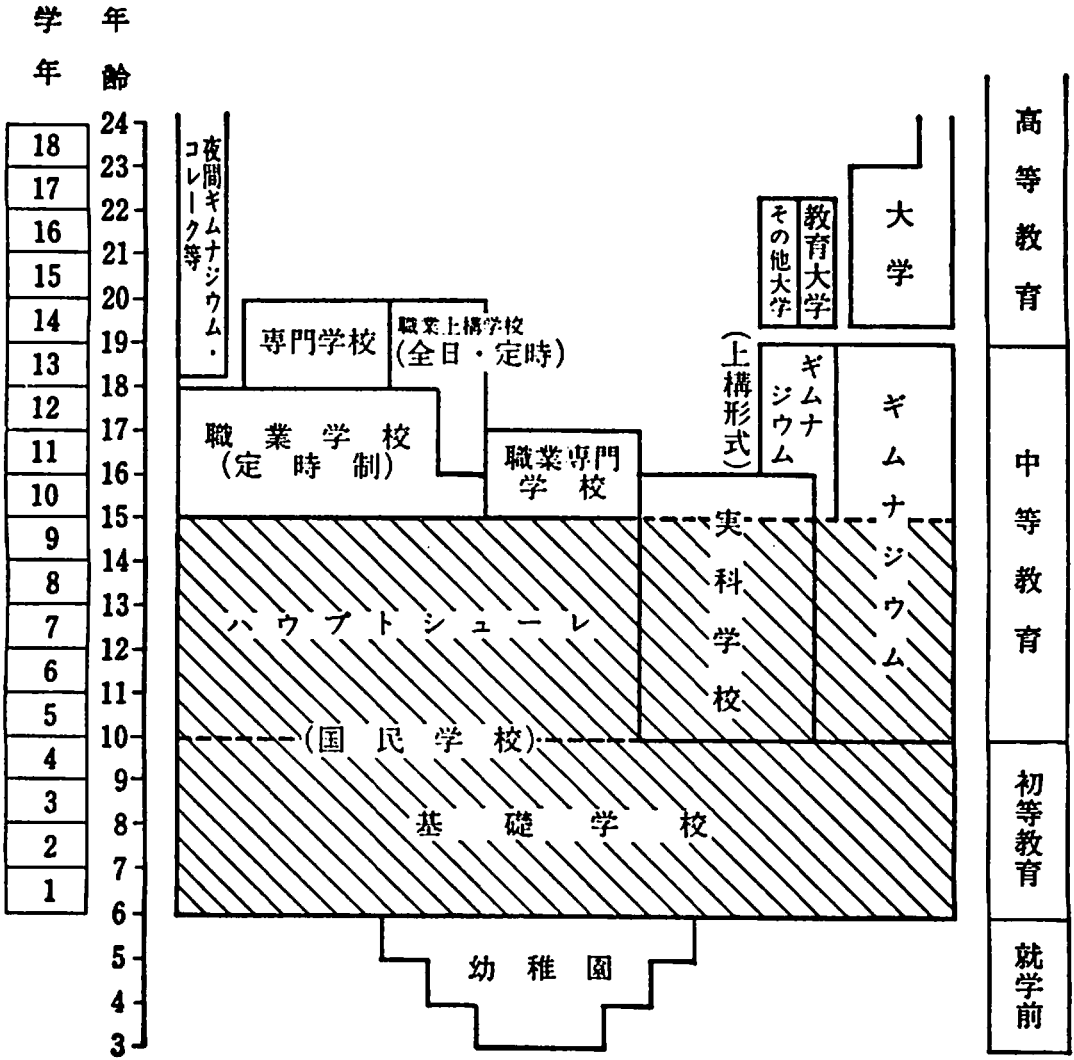 学年
年齢
24
23
22
21
20
19
18
17
16
15
14
13
12
11
10
9
8
7
6
5
4
3
18
17
16
15
14
13
12
11
10
9
8
7
6
5
4
3
2
1
夜間ギムナジウム・
コレーク等
専門学校
職業上構学校
(全日・定時)
職業学校
(定時制)
職業専門
学校
その他大学
教育大学
大学
(上構形式)
ギムナ
ジウム
ギムナジウム
実科学校
ハウプトシューレ
(国民学校)
基礎学校
幼稚園
高等教育
中等教育
初等教育
就学前